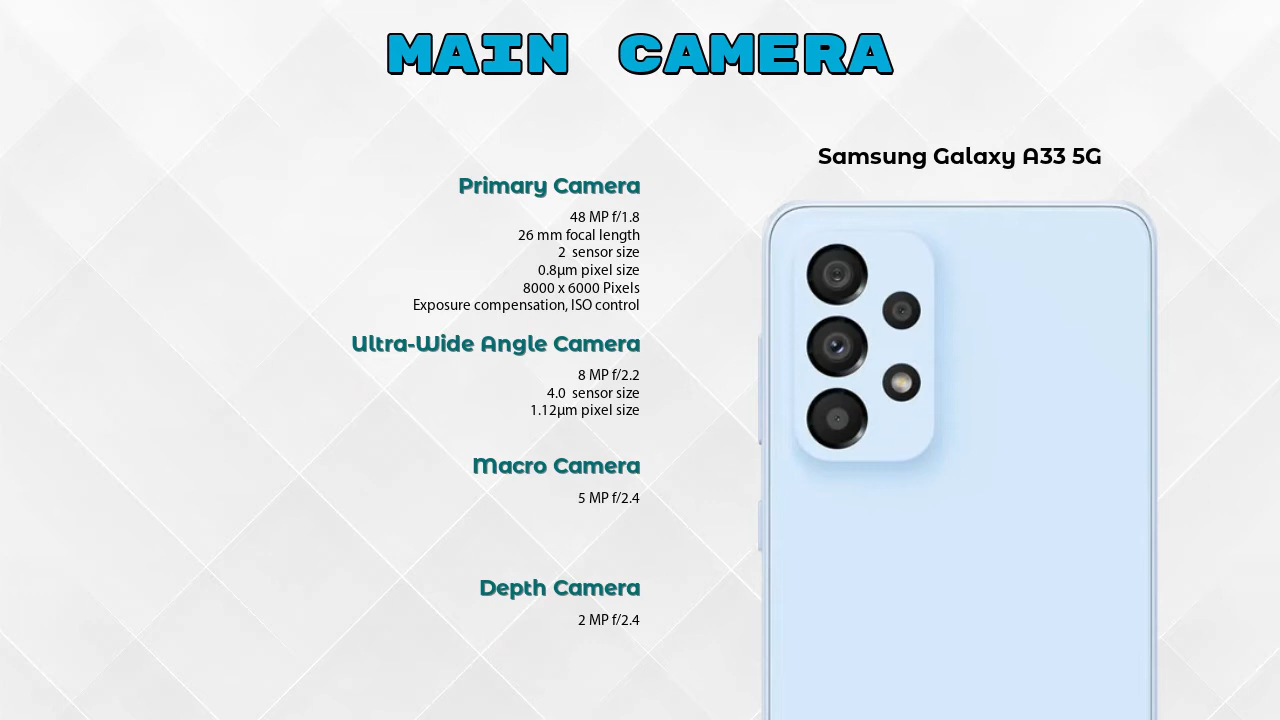 MAIN CAMERA
Samsung Galaxy A33 5G
Primary Camera
48 MP f/1.8
26 mm focal length
2 sensor size
0.8μm pixel size
8000 x 6000 Pixels
Exposure compensation, ISO control
Ultra-Wide Angle Camera
8 MP f/2.2
4.0 sensor size
1.12μm pixel size
Macro Camera
5 MP f/2.4
Depth Camera
2 MP f/2.4